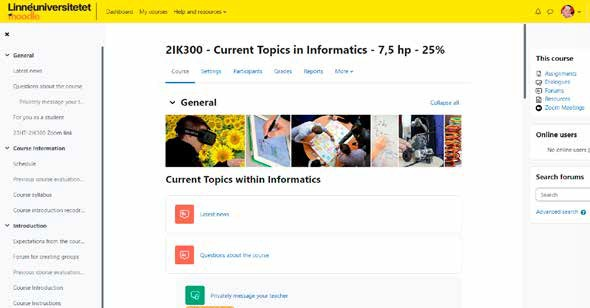 Linnéuniversitetet
moodle
Dashboard My courses Help and resources
General
Latest news
Questions about the course
Privately message your t...
For you as a student
Zoom link
Course Information
Schedule
Previous course evaluation...
Course syllabus
Course introduction recodr...
Introduction
Expectations from the cour...
Forum for creating groups
Previous course evaluation...
Course Introduction
Course Instructions
2IK300 - Current Topics in Informatics - 7,5 hp - 25%
Course Settings Participants Grades Reports More
General Collapse all
Current Topics within Informatics
Latest news
Questions about the course
Privately message your teacher
This course
Assignments
Dialogues
Forums
Resources
Zoom Meetings
Online users
No online
Search forums
Search
Advanced search